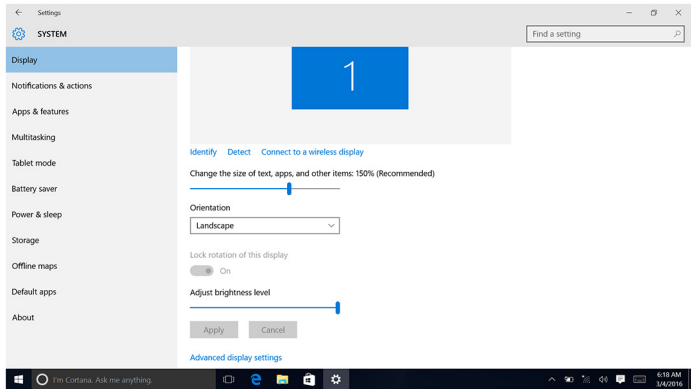 Settings
SYSTEM
Find a setting
Display
Notifications & actions
Apps & features
Multitasking
Tablet mode
Battery saver
Power & sleep
Storage
Offline maps
Default apps
About
1
Identify Detect Connect to a wireless display
Change the size of text, apps, and other items: 150% (Recommended)
Orientation
Landscape
Lock rotation of this display
On
Adjust brightness level
Apply Cancel
Advanced display settings
I'm Cortana. Ask me anything.
6:18 AM
3/4/2016